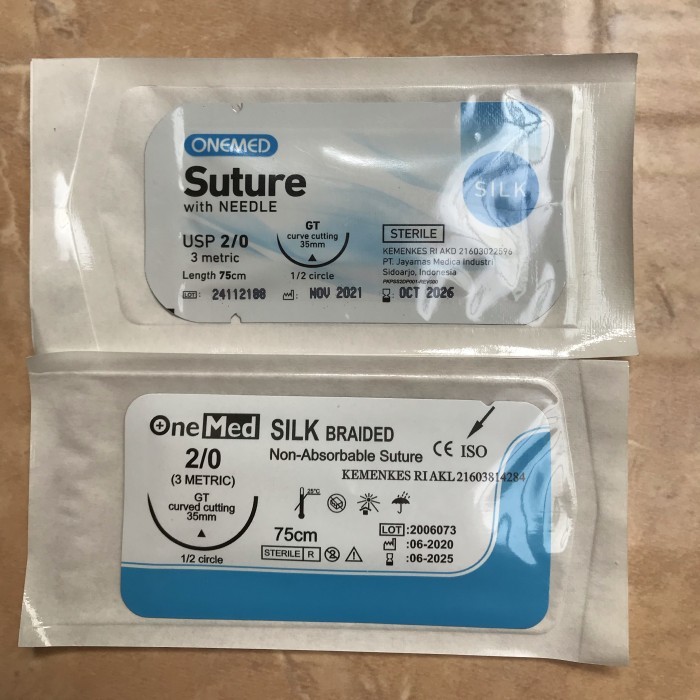 ONEMED
Suture
with NEEDLE
SILK
USP 2/0
3 metric
Length 75cm
GT
curve cutting
35mm
1/2 circle
STERILE
KEMENKES RI AKD 21603022596
PT. Jayamas Medica Industri
Sidoarjo, Indonesia
LOT: 24112188
: NOV 2021
: OCT 2026
OneMed SILK BRAIDED
Non-Absorbable Suture
CE ISO
KEMENKES RI AKL 21603814284
2/0
(3 METRIC)
GT
curved cutting
35mm
1/2 circle
25°C
75cm
STERILE R
2
LOT :2006073
:06-2020
:06-2025